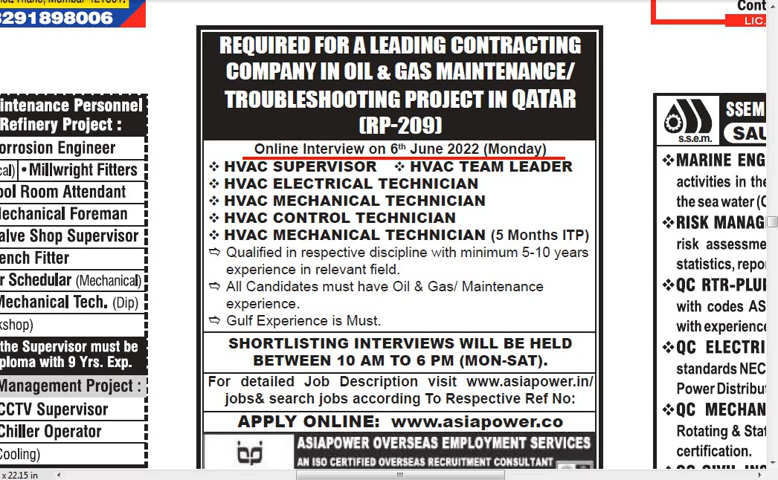 8291898006
REQUIRED FOR A LEADING CONTRACTING
COMPANY IN OIL & GAS MAINTENANCE/
TROUBLESHOOTING PROJECT IN QATAR
(RP-209)
Online Interview on 6th June 2022 (Monday)
❖ HVAC SUPERVISOR ❖ HVAC TEAM LEADER
❖ HVAC ELECTRICAL TECHNICIAN
❖ HVAC MECHANICAL TECHNICIAN
❖ HVAC CONTROL TECHNICIAN
❖ HVAC MECHANICAL TECHNICIAN (5 Months ITP)
⇨ Qualified in respective discipline with minimum 5-10 years
experience in relevant field.
⇨ All Candidates must have Oil & Gas/ Maintenance
experience.
⇨ Gulf Experience is Must.
SHORTLISTING INTERVIEWS WILL BE HELD
BETWEEN 10 AM TO 6 PM (MON-SAT).
For detailed Job Description visit www.asiapower.in/
jobs& search jobs according To Respective Ref No:
APPLY ONLINE: www.asiapower.co
ASIAPOWER OVERSEAS EMPLOYMENT SERVICES
AN ISO CERTIFIED OVERSEAS RECRUITMENT CONSULTANT
intenance Personnel
Refinery Project :
orrosion Engineer
cal) • Millwright Fitters
ool Room Attendant
echanical Foreman
alve Shop Supervisor
ench Fitter
r Schedular (Mechanical)
Mechanical Tech. (Dip)
kshop)
the Supervisor must be
ploma with 9 Yrs. Exp.
Management Project :
CCTV Supervisor
Chiller Operator
Cooling)
x 22.15 in
Cont
LIC.
s.s.e.m.
SSEM
SAU
❖MARINE ENG
activities in the
the sea water (C
❖RISK MANAG
risk assessme
statistics, repo
❖QC RTR-PLU
with codes AS
with experience
❖QC ELECTRI
standards NEC
Power Distribut
❖QC MECHAN
Rotating & Stat
certification.